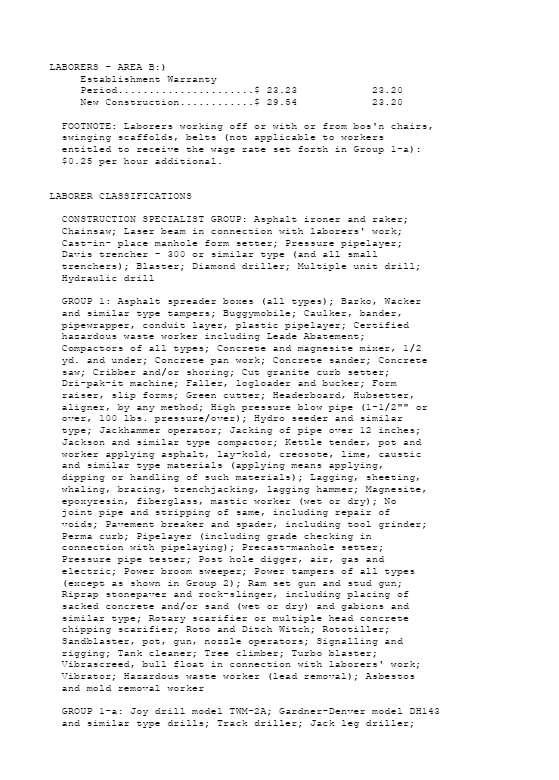 LABORERS - AREA B:)
Establishment Warranty
Period......................$ 23.23 23.20
New Construction............$ 29.54 23.20
FOOTNOTE: Laborers working off or with or from bos'n chairs,
swinging scaffolds, belts (not applicable to workers
entitled to receive the wage rate set forth in Group 1-a):
$0.25 per hour additional.
LABORER CLASSIFICATIONS
CONSTRUCTION SPECIALIST GROUP: Asphalt ironer and raker;
Chainsaw; Laser beam in connection with laborers' work;
Cast-in- place manhole form setter; Pressure pipelayer;
Davis trencher - 300 or similar type (and all small
trenchers); Blaster; Diamond driller; Multiple unit drill;
Hydraulic drill
GROUP 1: Asphalt spreader boxes (all types); Barko, Wacker
and similar type tampers; Buggymobile; Caulker, bander,
pipewrapper, conduit layer, plastic pipelayer; Certified
hazardous waste worker including Leade Abatement;
Compactors of all types; Concrete and magnesite mixer, 1/2
yd. and under; Concrete pan work; Concrete sander; Concrete
saw; Cribber and/or shoring; Cut granite curb setter;
Dri-pak-it machine; Faller, logloader and bucker; Form
raiser, slip forms; Green cutter; Headerboard, Hubsetter,
aligner, by any method; High pressure blow pipe (1-1/2"" or
over, 100 lbs. pressure/over); Hydro seeder and similar
type; Jackhammer operator; Jacking of pipe over 12 inches;
Jackson and similar type compactor; Kettle tender, pot and
worker applying asphalt, lay-kold, creosote, lime, caustic
and similar type materials (applying means applying,
dipping or handling of such materials); Lagging, sheeting,
whaling, bracing, trenchjacking, lagging hammer; Magnesite,
epoxyresin, fiberglass, mastic worker (wet or dry); No
joint pipe and stripping of same, including repair of
voids; Pavement breaker and spader, including tool grinder;
Perma curb; Pipelayer (including grade checking in
connection with pipelaying); Precast-manhole setter;
Pressure pipe tester; Post hole digger, air, gas and
electric; Power broom sweeper; Power tampers of all types
(except as shown in Group 2); Ram set gun and stud gun;
Riprap stonepaver and rock-slinger, including placing of
sacked concrete and/or sand (wet or dry) and gabions and
similar type; Rotary scarifier or multiple head concrete
chipping scarifier; Roto and Ditch Witch; Rototiller;
Sandblaster, pot, gun, nozzle operators; Signalling and
rigging; Tank cleaner; Tree climber; Turbo blaster;
Vibrascreed, bull float in connection with laborers' work;
Vibrator; Hazardous waste worker (lead removal); Asbestos
and mold removal worker
GROUP 1-a: Joy drill model TWM-2A; Gardner-Denver model DH143
and similar type drills; Track driller; Jack leg driller;